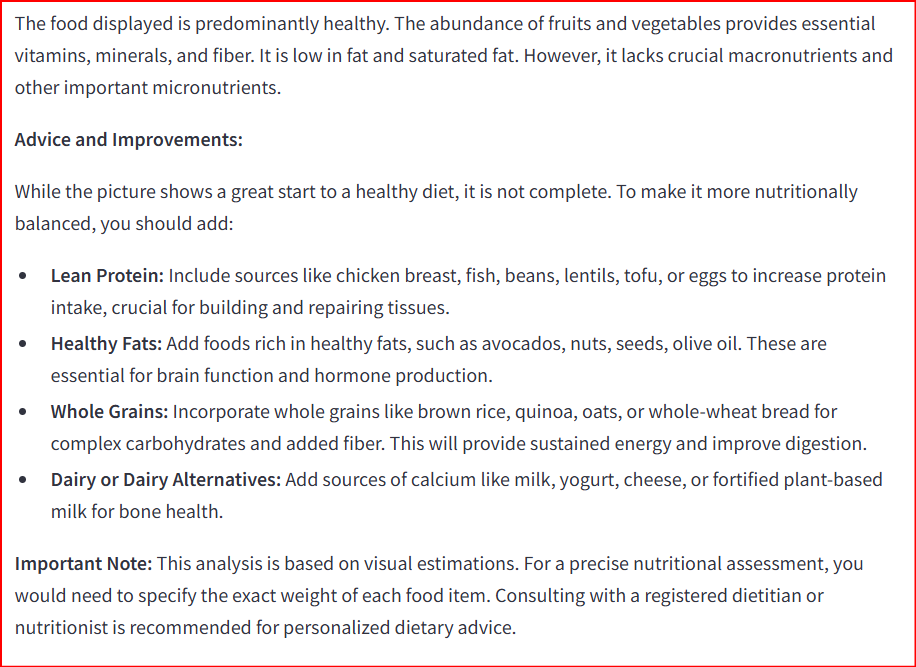 The food displayed is predominantly healthy. The abundance of fruits and vegetables provides essential
vitamins, minerals, and fiber. It is low in fat and saturated fat. However, it lacks crucial macronutrients and
other important micronutrients.
Advice and Improvements:
While the picture shows a great start to a healthy diet, it is not complete. To make it more nutritionally
balanced, you should add:
• Lean Protein: Include sources like chicken breast, fish, beans, lentils, tofu, or eggs to increase protein
intake, crucial for building and repairing tissues.
• Healthy Fats: Add foods rich in healthy fats, such as avocados, nuts, seeds, olive oil. These are
essential for brain function and hormone production.
• Whole Grains: Incorporate whole grains like brown rice, quinoa, oats, or whole-wheat bread for
complex carbohydrates and added fiber. This will provide sustained energy and improve digestion.
• Dairy or Dairy Alternatives: Add sources of calcium like milk, yogurt, cheese, or fortified plant-based
milk for bone health.
Important Note: This analysis is based on visual estimations. For a precise nutritional assessment, you
would need to specify the exact weight of each food item. Consulting with a registered dietitian or
nutritionist is recommended for personalized dietary advice.